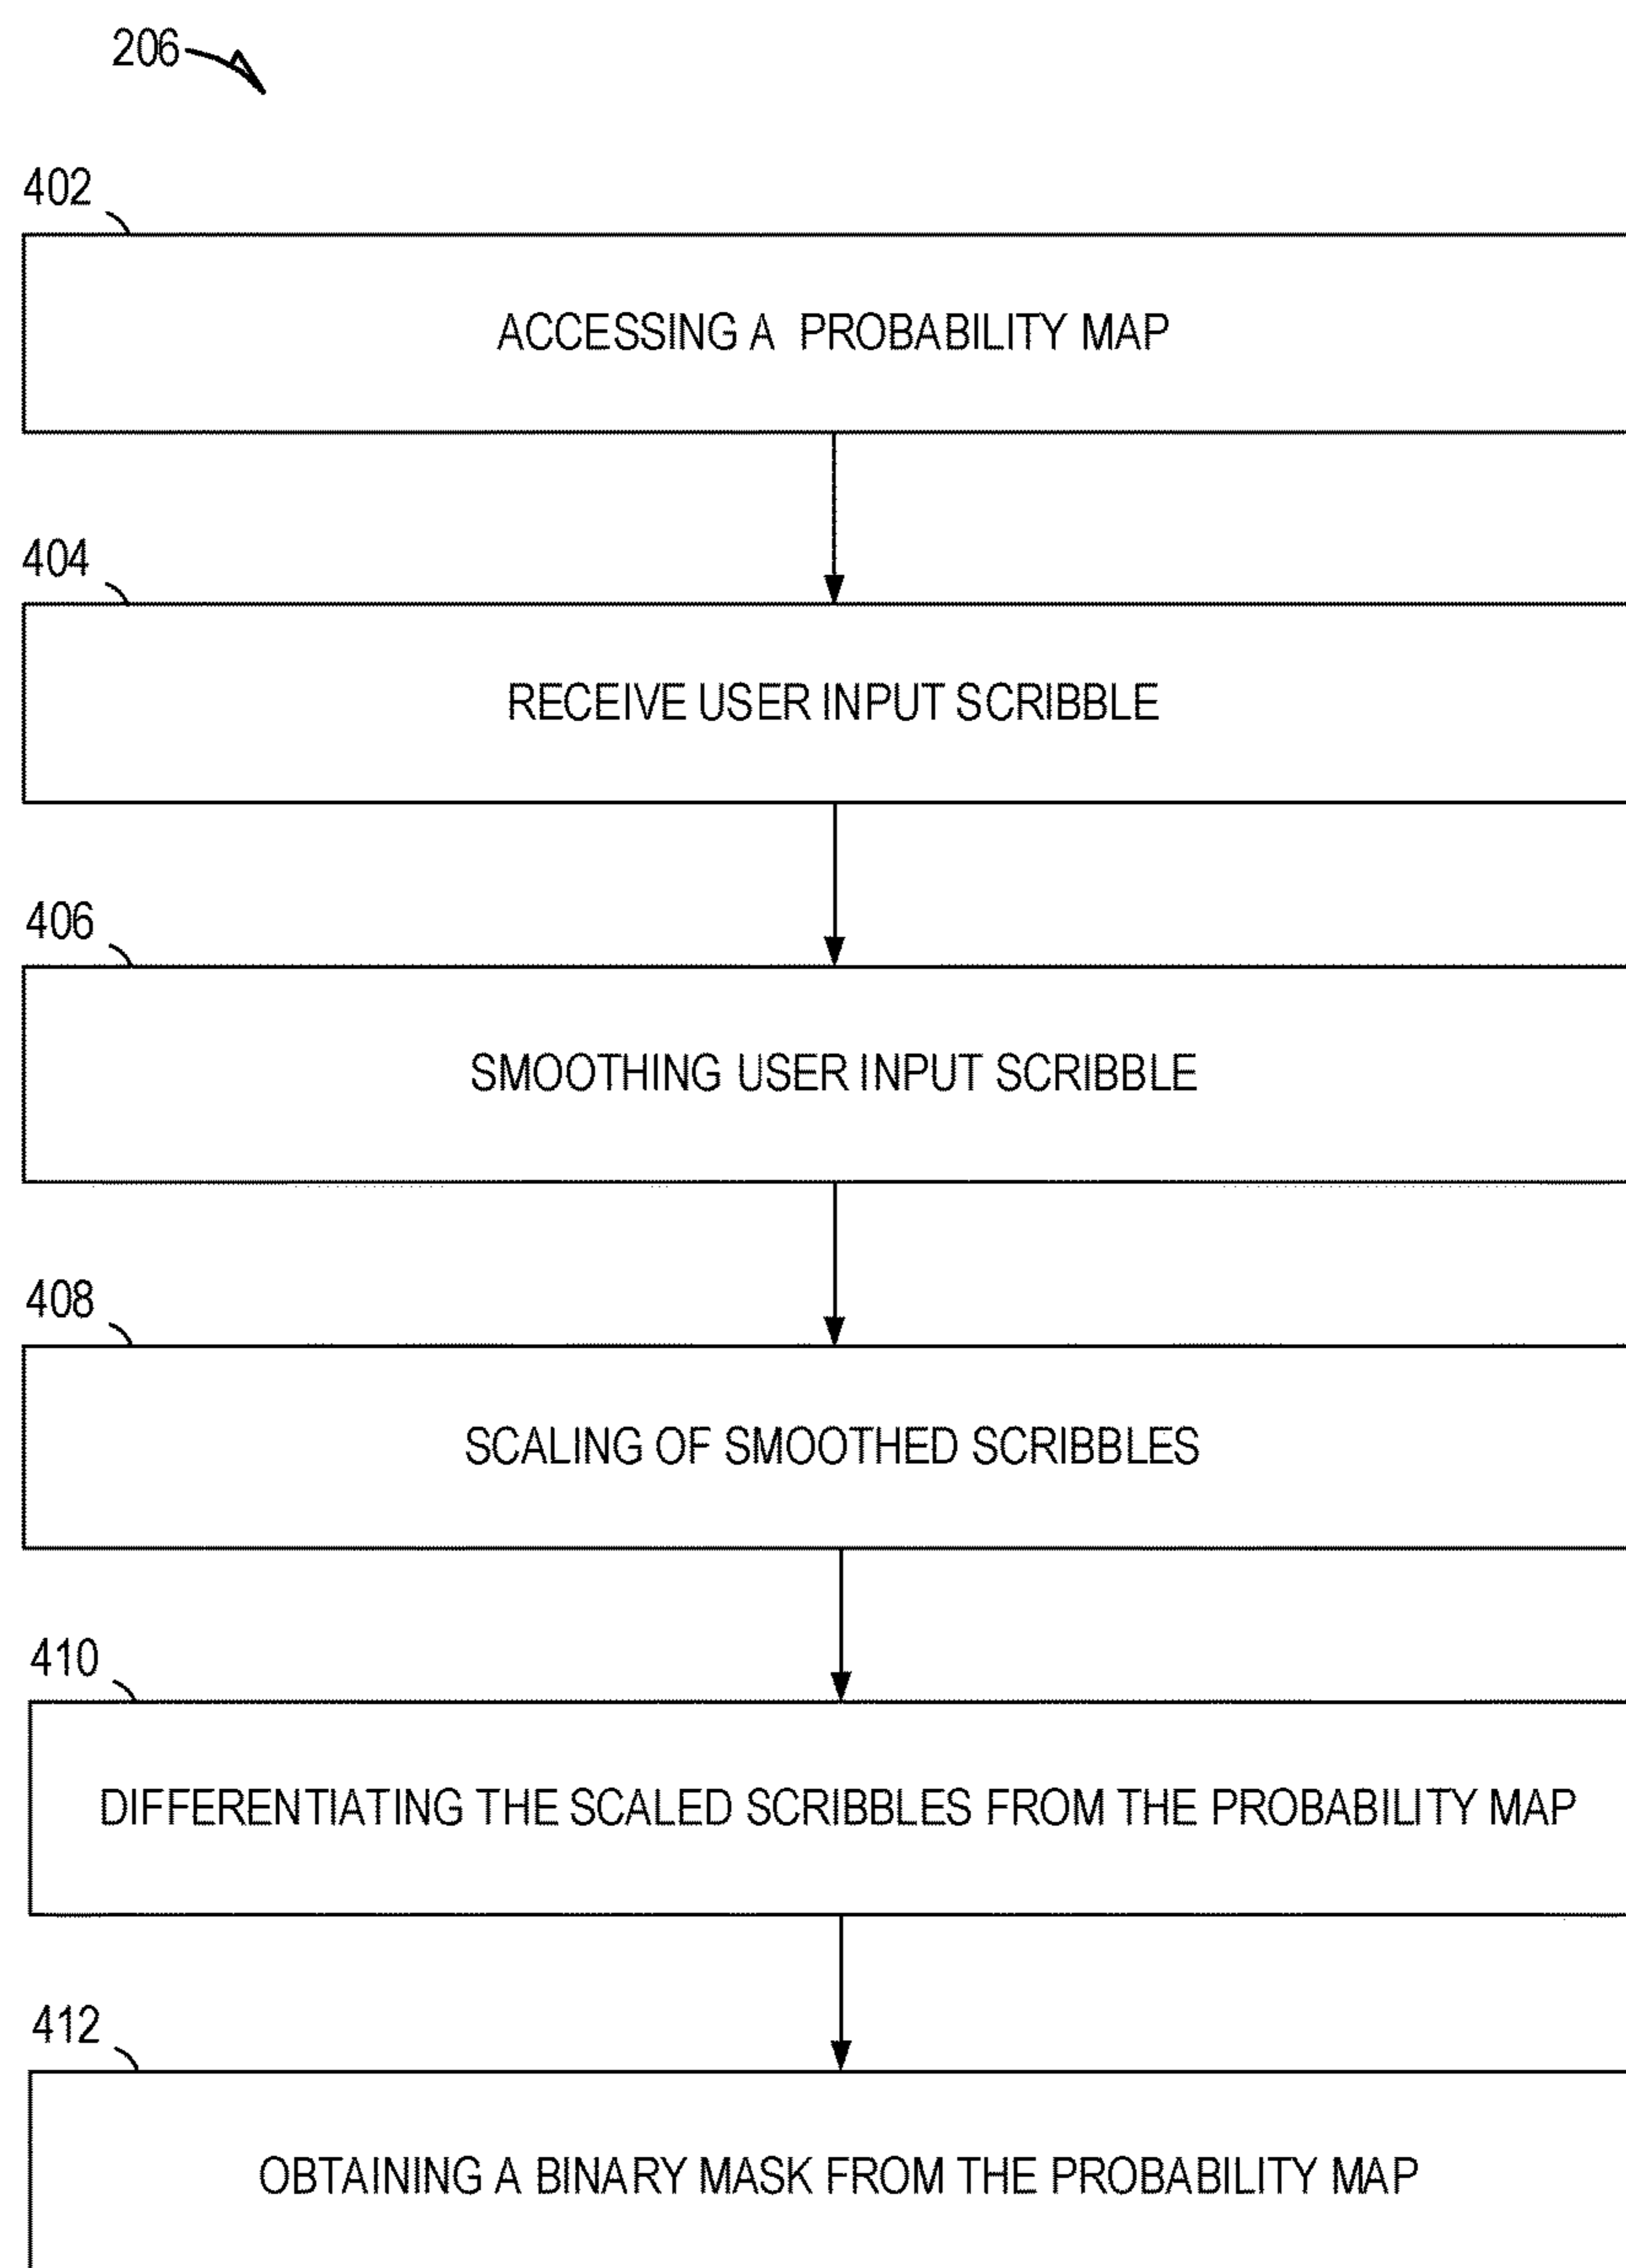 206
402
ACCESSING A PROBABILITY MAP
404
RECEIVE USER INPUT SCRIBBLE
406
SMOOTHING USER INPUT SCRIBBLE
408
SCALING OF SMOOTHED SCRIBBLES
410
DIFFERENTIATING THE SCALED SCRIBBLES FROM THE PROBABILITY MAP
412
OBTAINING A BINARY MASK FROM THE PROBABILITY MAP